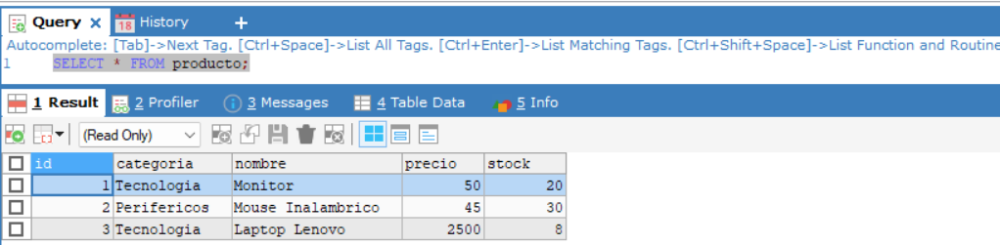 Query x History +
18
Autocomplete: [Tab]->Next Tag. [Ctrl+Space]->List All Tags. [Ctrl+Enter]->List Matching Tags. [Ctrl+Shift+Space]->List Function and Routine
1 SELECT * FROM producto;
1 Result 2 Profiler 3 Messages 4 Table Data 5 Info
(Read Only)
id categoria nombre precio stock
1 Tecnologia Monitor 50 20
2 Perifericos Mouse Inalambrico 45 30
3 Tecnologia Laptop Lenovo 2500 8